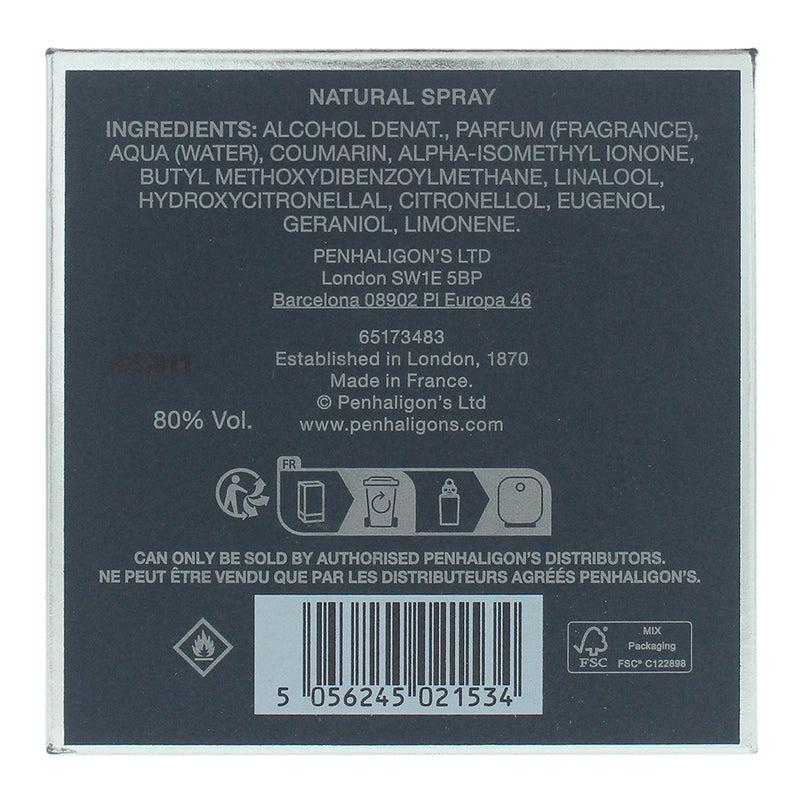 NATURAL SPRAY
INGREDIENTS: ALCOHOL DENAT., PARFUM (FRAGRANCE),
AQUA (WATER), COUMARIN, ALPHA-ISOMETHYL IONONE,
BUTYL METHOXYDIBENZOYLMETHANE, LINALOOL,
HYDROXYCITRONELLAL, CITRONELLOL, EUGENOL,
GERANIOL, LIMONENE.
PENHALIGON'S LTD
London SW1E 5BP
Barcelona 08902 Pl Europa 46
65173483
Established in London, 1870
Made in France.
© Penhaligon's Ltd
80% Vol.
www.penhaligons.com
FR
CAN ONLY BE SOLD BY AUTHORISED PENHALIGON'S DISTRIBUTORS.
NE PEUT ÊTRE VENDU QUE PAR LES DISTRIBUTEURS AGRÉÉS PENHALIGON'S.
5 056245 021534
FSC
MIX
Packaging
FSC® C122898